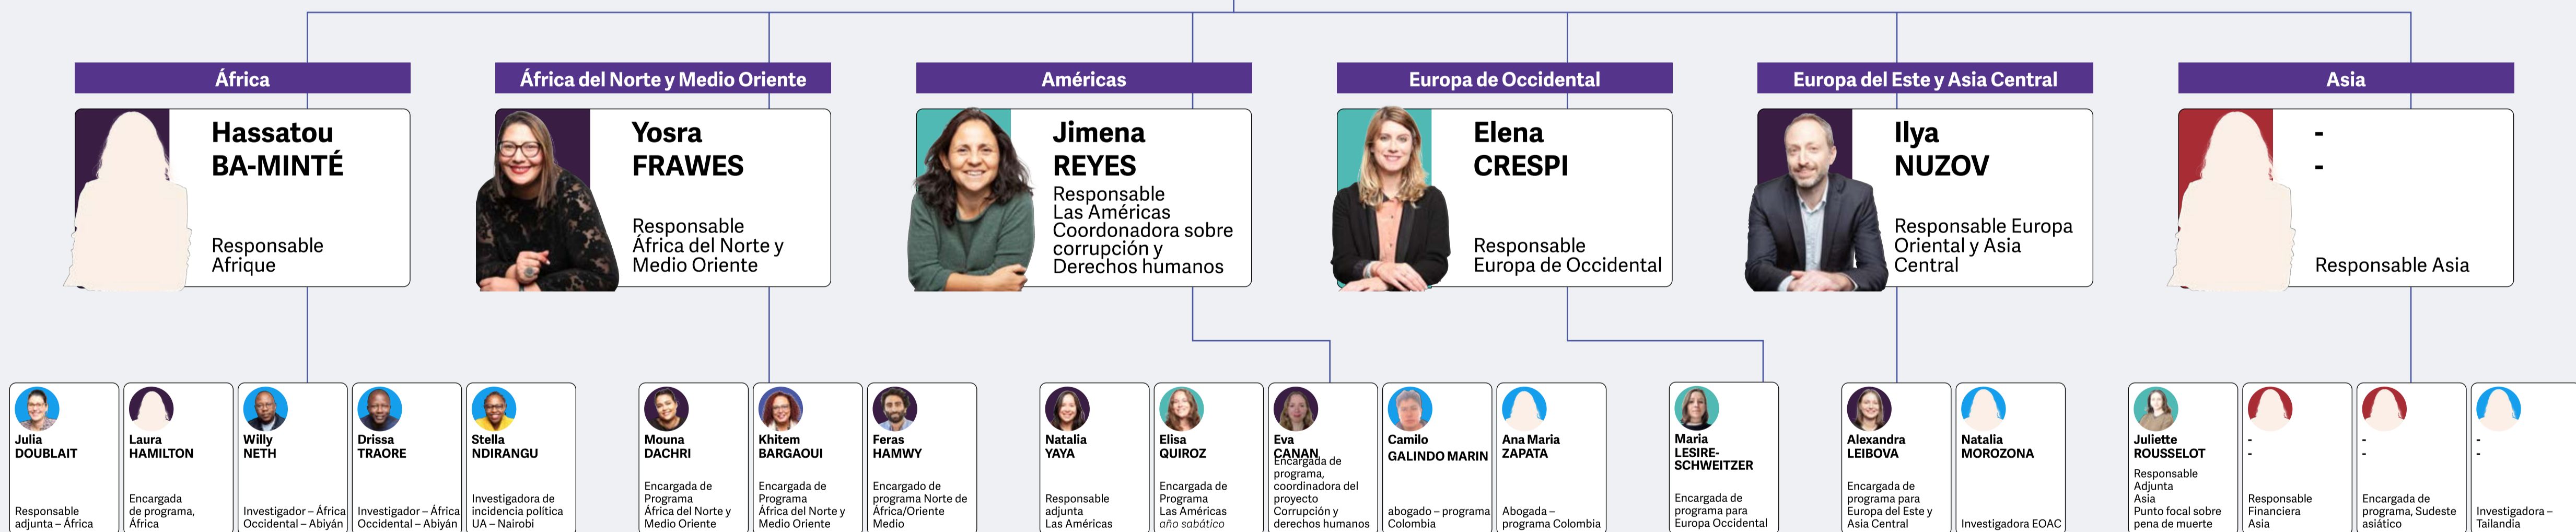 África
Hassatou
BA-MINTÉ
Responsable
Afrique
África del Norte y Medio Oriente
Yosra
FRAWES
Responsable
África del Norte y
Medio Oriente
Américas
Jimena
REYES
Responsable
Las Américas
Coordonadora sobre
corrupción y
Derechos humanos
Europa de Occidental
Elena
CRESPI
Responsable
Europa de Occidental
Europa del Este y Asia Central
Ilya
NUZOV
Responsable Europa
Oriental y Asia
Central
Asia
-
-
Responsable Asia
Julia
DOUBLAIT
Responsable
adjunta – África
Laura
HAMILTON
Encargada
de programa,
África
Willy
NETH
Investigador – África
Occidental – Abiyán
Drissa
TRAORE
Investigador – África
Occidental – Abiyán
Stella
NDIRANGU
Investigadora de
incidencia política
UA – Nairobi
Mouna
DACHRI
Encargada de
Programa
África del Norte y
Medio Oriente
Khitem
BARGAOUI
Encargada de
Programa
África del Norte y
Medio Oriente
Feras
HAMWY
Encargado de
programa Norte de
África/Oriente
Medio
Natalia
YAYA
Responsable
adjunta
Las Américas
Elisa
QUIROZ
Encargada de
Programa
Las Américas
año sabático
Eva
CANAN
Encargada de
programa,
coordinadora del
proyecto
Corrupción y
derechos humanos
Camilo
GALINDO MARIN
abogado – programa
Colombia
Ana Maria
ZAPATA
Abogada –
programa Colombia
Maria
LESIRE-
SCHWEITZER
Encargada de
programa para
Europa Occidental
Alexandra
LEIBOVA
Encargada de
programa para
Europa del Este y
Asia Central
Natalia
MOROZONA
Investigadora EOAC
Juliette
ROUSSELOT
Responsable
Adjunta
Asia
Punto focal sobre
pena de muerte
-
-
Responsable
Financiera
Asia
-
-
Encargada de
programa, Sudeste
asiático
-
-
Investigadora –
Tailandia